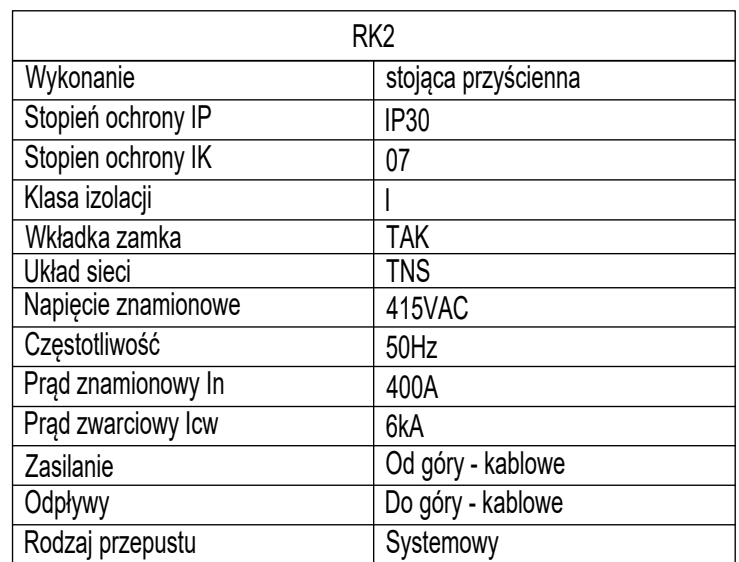 RK2
Wykonanie stojąca przyścienna
Stopień ochrony IP IP30
Stopien ochrony IK 07
Klasa izolacji I
Wkładka zamka TAK
Układ sieci TNS
Napięcie znamionowe 415VAC
Częstotliwość 50Hz
Prąd znamionowy In 400A
Prąd zwarciowy Icw 6kA
Zasilanie Od góry - kablowe
Odpływy Do góry - kablowe
Rodzaj przepustu Systemowy